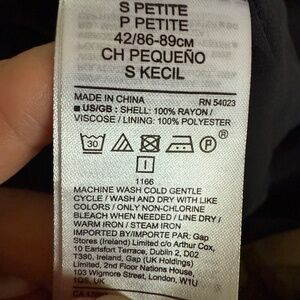 S PETITE
P PETITE
42/86-89CM
CH PEQUEÑO
S KECIL
MADE IN CHINA RN 54023
■ US/GB: SHELL: 100% RAYON/
VISCOSE / LINING: 100% POLYESTER
30 P ®
I
1166
MACHINE WASH COLD GENTLE
CYCLE / WASH AND DRY WITH LIKE
COLORS / ONLY NON-CHLORINE
BLEACH WHEN NEEDED / LINE DRY /
WARM IRON / STEAM IRON
IMPORTED BY/IMPORTE PAR: Gap
Stores (Ireland) Limited c/o Arthur Cox,
10 Earlsfort Terrace, Dublin 2, D02
T380, Ireland, Gap (UK Holdings)
Limited, 2nd Floor Nations House,
103 Wigmore Street, London, W1U
1QS, UK